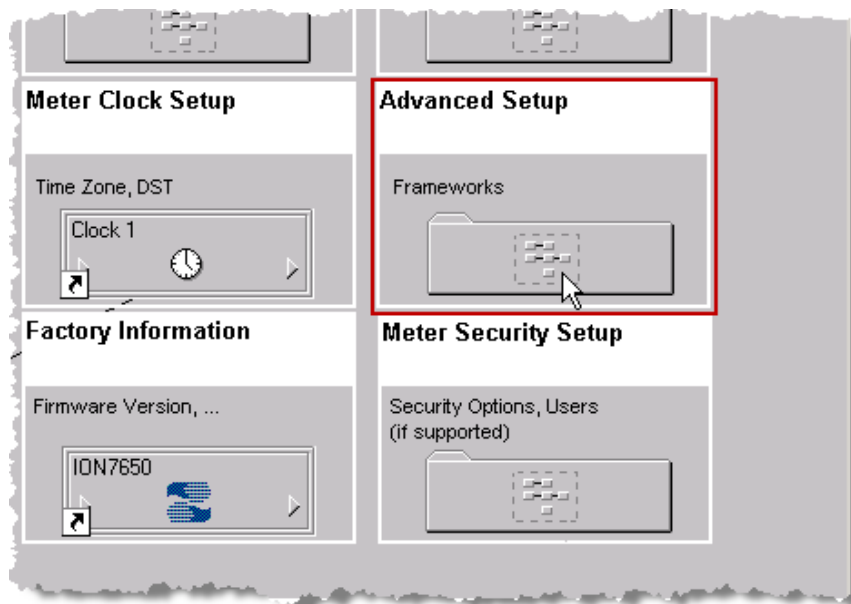 Meter Clock Setup
Time Zone, DST
Clock 1
Advanced Setup
Frameworks
Factory Information
Firmware Version, ...
ION7650
Meter Security Setup
Security Options, Users
(if supported)